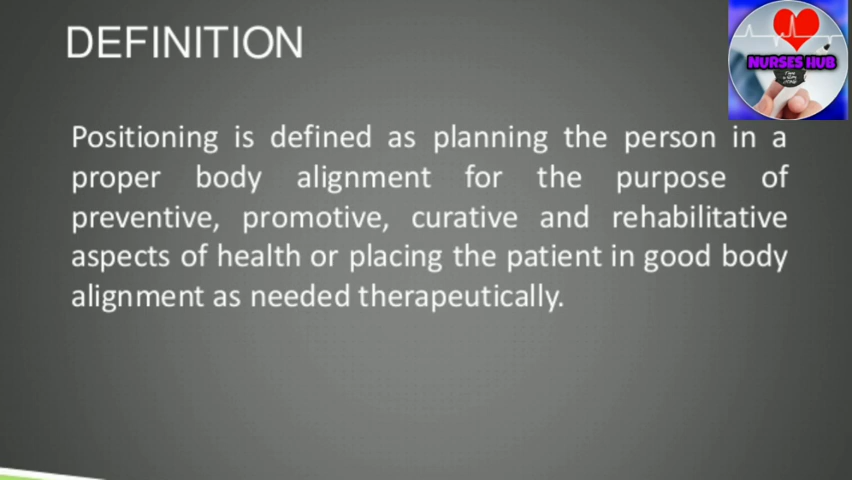 DEFINITION
NURSES HUB
Positioning is defined as planning the person in a
proper body alignment for the purpose of
preventive, promotive, curative and rehabilitative
aspects of health or placing the patient in good body
alignment as needed therapeutically.